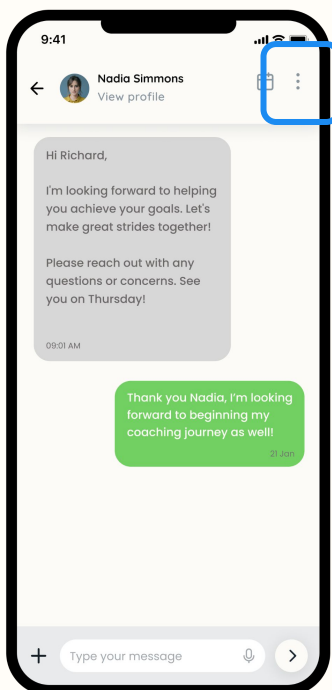 9:41
Nadia Simmons
View profile
Hi Richard,
I'm looking forward to helping
you achieve your goals. Let's
make great strides together!
Please reach out with any
questions or concerns. See
you on Thursday!
09:01 AM
Thank you Nadia, I'm looking
forward to beginning my
coaching journey as well!
21 Jan
Type your message